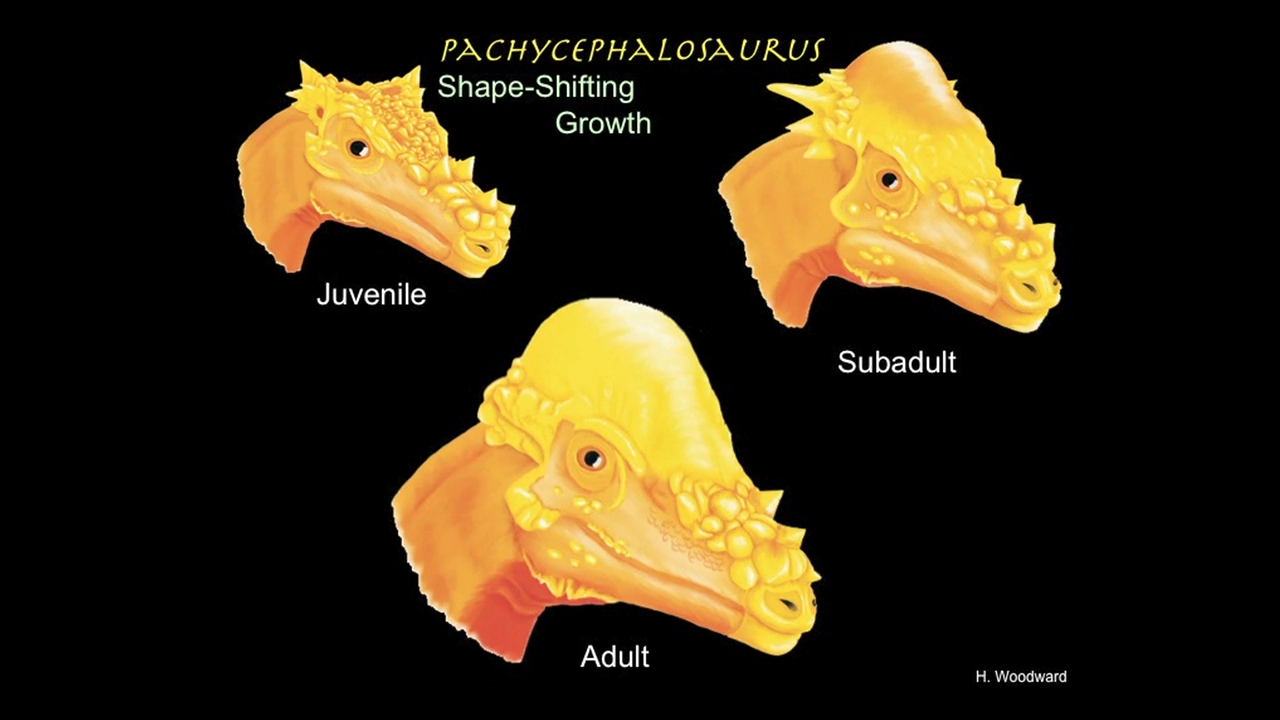 PACHYCEPHALOSAURUS
Shape-Shifting
Growth
Juvenile
Subadult
Adult
H. Woodward